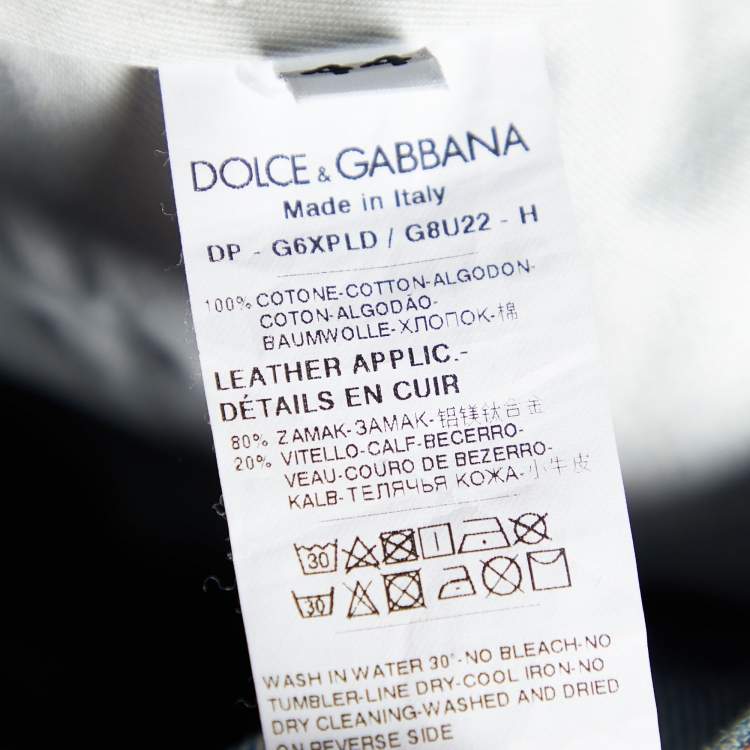 44
DOLCE & GABBANA
Made in Italy
DP - G6XPLD / G8U22 - H
100% COTONE-COTTON-ALGODON-
COTON-ALGODÃO-
BAUMWOLLE-ХЛОПОК-棉
LEATHER APPLIC.-
DÉTAILS EN CUIR
80% ZAMAK-ЗАМАК-铝镁钛合金
20% VITELLO-CALF-BECERRO-
VEAU-COURO DE BEZERRO-
KALB-ТЕЛЯЧЬЯ КОЖА-小牛皮
30
30
WASH IN WATER 30°-NO BLEACH-NO
TUMBLER-LINE DRY-COOL IRON-NO
DRY CLEANING-WASHED AND DRIED
ON REVERSE SIDE